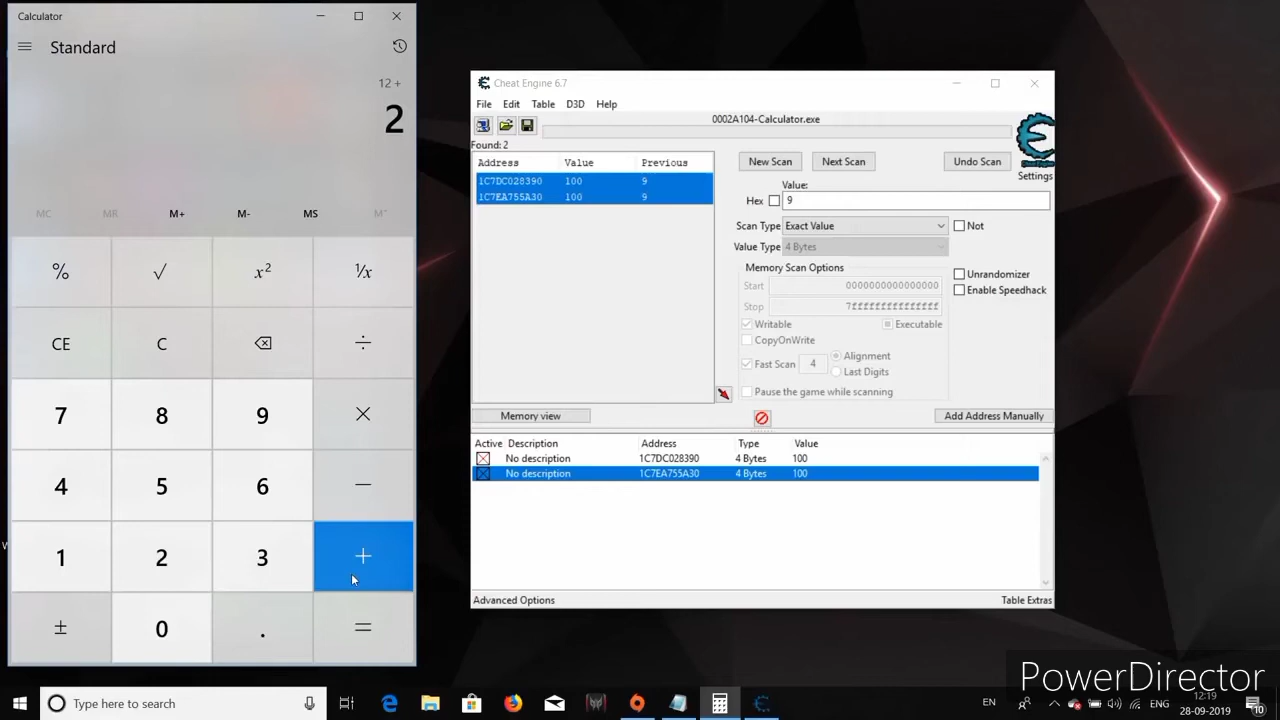 Calculator
Standard
12 +
2
MC MR M+ M- MS M˅
% √ x² ¹/x
CE C ÷
7 8 9 ×
4 5 6 −
1 2 3 +
± 0 . =
Cheat Engine 6.7
File Edit Table D3D Help
0002A104-Calculator.exe
Found: 2
Address Value Previous
1C7DC028390 100 9
1C7EA755A30 100 9
New Scan Next Scan Undo Scan
Settings
Value:
Hex 9
Scan Type Exact Value Not
Value Type 4 Bytes
Memory Scan Options
Start 0000000000000000
Stop 7fffffffffffffff
Unrandomizer
Enable Speedhack
Writable Executable
CopyOnWrite
Fast Scan 4 Alignment
Last Digits
Pause the game while scanning
Memory view Add Address Manually
Active Description Address Type Value
No description 1C7DC028390 4 Bytes 100
No description 1C7EA755A30 4 Bytes 100
Advanced Options Table Extras
PowerDirector
Type here to search
EN
ENG
12:19
28-09-2019
10